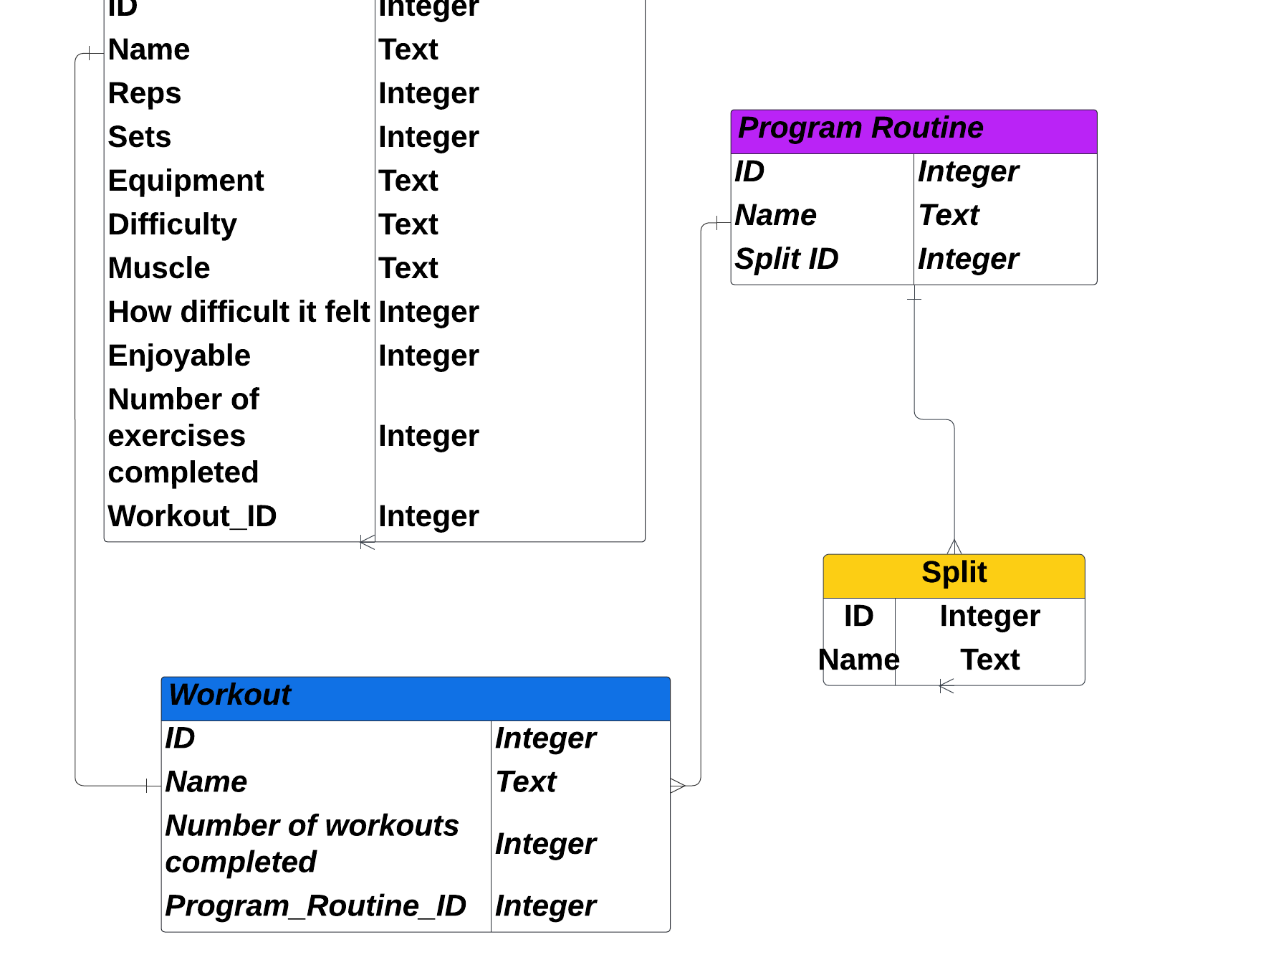 ID Integer
Name Text
Reps Integer
Sets Integer
Equipment Text
Difficulty Text
Muscle Text
How difficult it felt Integer
Enjoyable Integer
Number of
exercises Integer
completed
Workout_ID Integer
Program Routine
ID Integer
Name Text
Split ID Integer
Split
ID Integer
Name Text
Workout
ID Integer
Name Text
Number of workouts
completed
Integer
Program_Routine_ID Integer